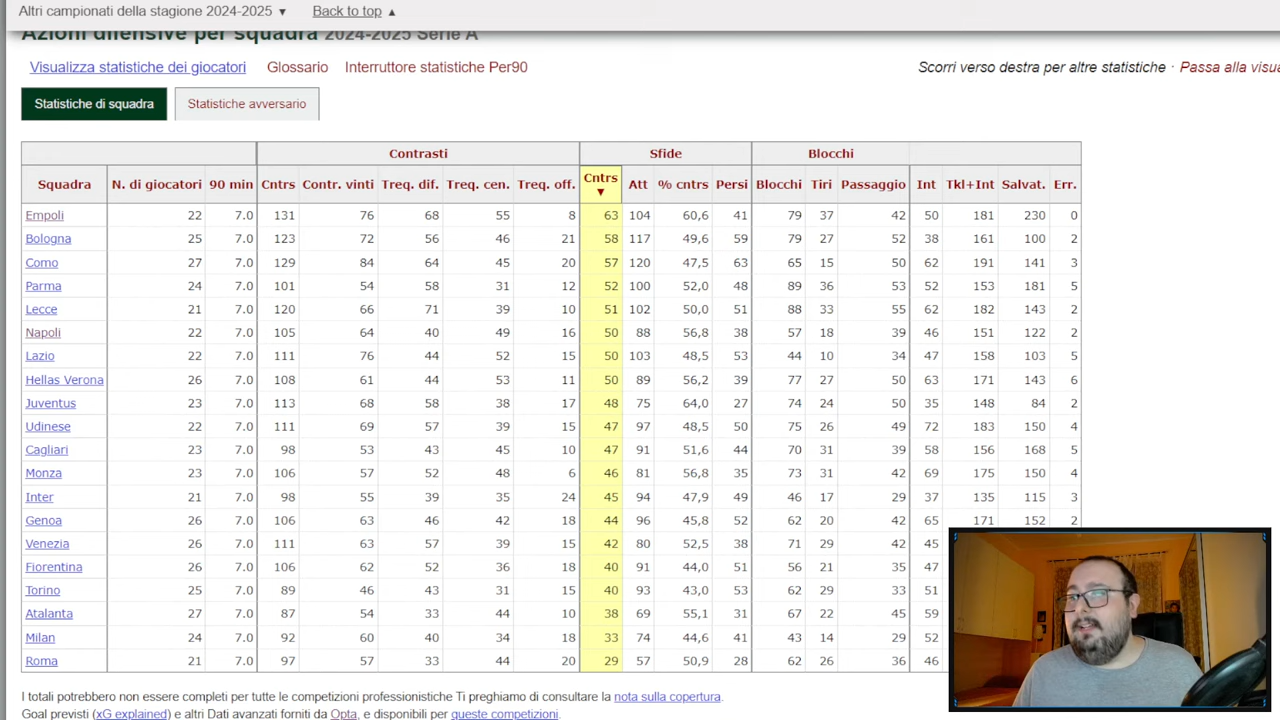 Altri campionati della stagione 2024-2025 ▼ Back to top ▲
Azioni difensive per squadra 2024-2025 Serie A
Visualizza statistiche dei giocatori Glossario Interruttore statistiche Per90 Scorri verso destra per altre statistiche · Passa alla visua
Statistiche di squadra Statistiche avversario
Contrasti Sfide Blocchi
Squadra N. di giocatori 90 min Cntrs Contr. vinti Treq. dif. Treq. cen. Treq. off. Cntrs ▼ Att % cntrs Persi Blocchi Tiri Passaggio Int Tkl+Int Salvat. Err.
Empoli 22 7.0 131 76 68 55 8 63 104 60,6 41 79 37 42 50 181 230 0
Bologna 25 7.0 123 72 56 46 21 58 117 49,6 59 79 27 52 38 161 100 2
Como 27 7.0 129 84 64 45 20 57 120 47,5 63 65 15 50 62 191 141 3
Parma 24 7.0 101 54 58 31 12 52 100 52,0 48 89 36 53 52 153 181 5
Lecce 21 7.0 120 66 71 39 10 51 102 50,0 51 88 33 55 62 182 143 2
Napoli 22 7.0 105 64 40 49 16 50 88 56,8 38 57 18 39 46 151 122 2
Lazio 22 7.0 111 76 44 52 15 50 103 48,5 53 44 10 34 47 158 103 5
Hellas Verona 26 7.0 108 61 44 53 11 50 89 56,2 39 77 27 50 63 171 143 6
Juventus 23 7.0 113 68 58 38 17 48 75 64,0 27 74 24 50 35 148 84 2
Udinese 26 7.0 111 69 57 39 15 47 97 48,5 50 75 26 49 72 183 150 4
Cagliari 23 7.0 98 53 43 45 10 47 91 51,6 44 70 31 39 58 156 168 5
Monza 23 7.0 106 57 52 48 6 46 81 56,8 35 73 31 42 69 175 150 4
Inter 21 7.0 98 55 39 35 24 45 94 47,9 49 46 17 29 37 135 115 3
Genoa 26 7.0 106 63 46 42 18 44 96 45,8 52 62 20 42 65 171 152 2
Venezia 26 7.0 111 63 57 39 15 42 80 52,5 38 71 29 42 45
Fiorentina 26 7.0 106 62 52 36 18 40 91 44,0 51 56 21 35 47
Torino 25 7.0 89 46 43 31 15 40 93 43,0 53 62 29 33 51
Atalanta 27 7.0 87 54 33 44 10 38 69 55,1 31 67 22 45 59
Milan 24 7.0 92 60 40 34 18 33 74 44,6 41 43 14 29 52
Roma 21 7.0 97 57 33 44 20 29 57 50,9 28 62 26 36 46
I totali potrebbero non essere completi per tutte le competizioni professionistiche Ti preghiamo di consultare la nota sulla copertura.
Goal previsti (xG explained) e altri Dati avanzati forniti da Opta, e disponibili per queste competizioni.